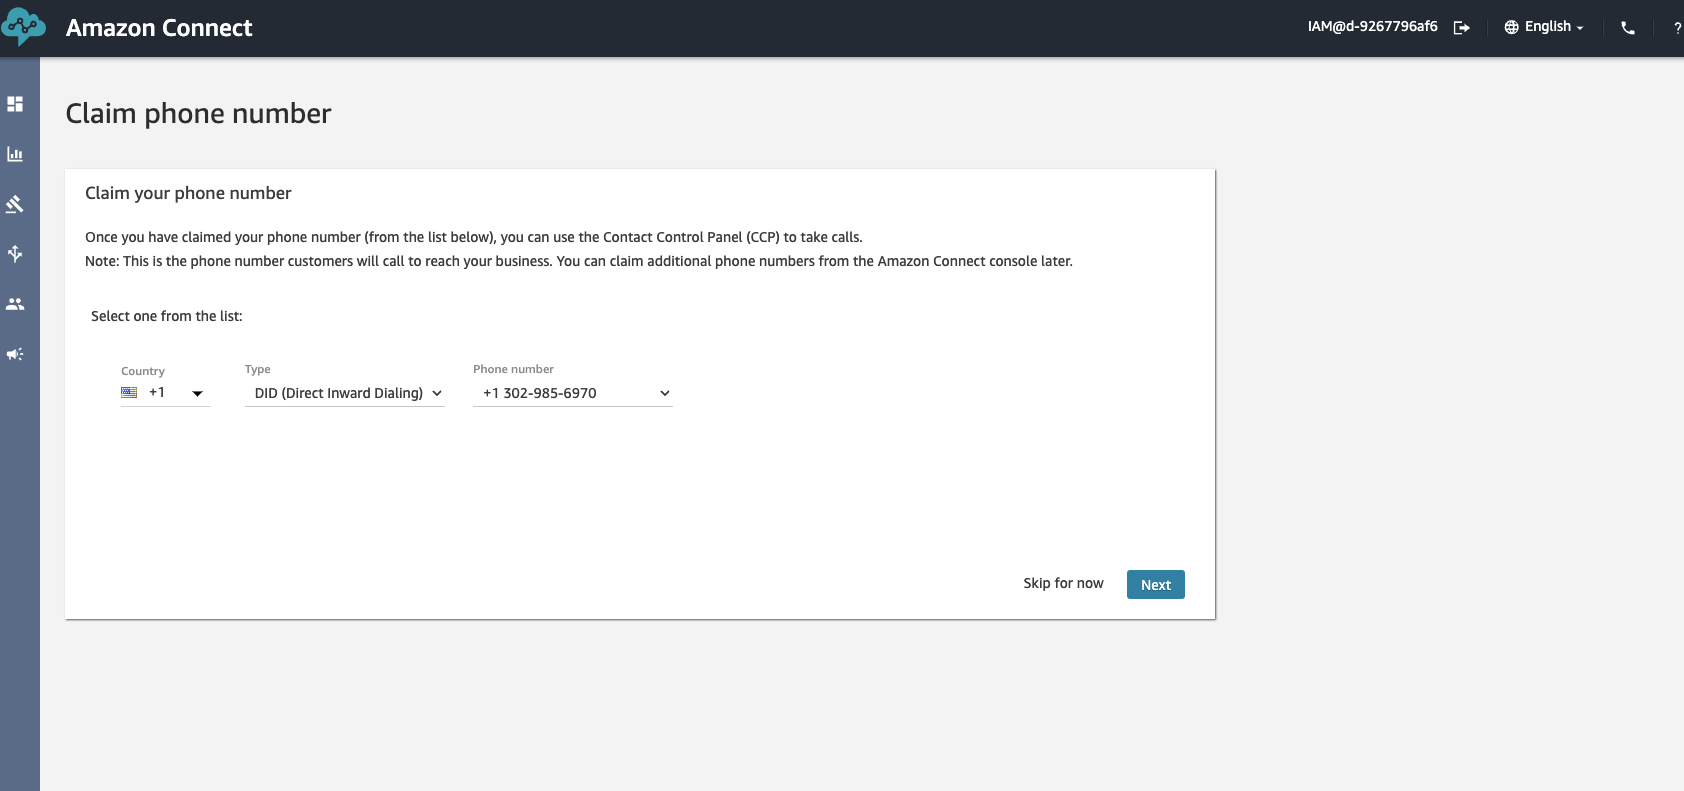 Amazon Connect
IAM@d-9267796af6
English
?
Claim phone number
Claim your phone number
Once you have claimed your phone number (from the list below), you can use the Contact Control Panel (CCP) to take calls.
Note: This is the phone number customers will call to reach your business. You can claim additional phone numbers from the Amazon Connect console later.
Select one from the list:
Country
Type
Phone number
+1
DID (Direct Inward Dialing)
+1 302-985-6970
Skip for now
Next